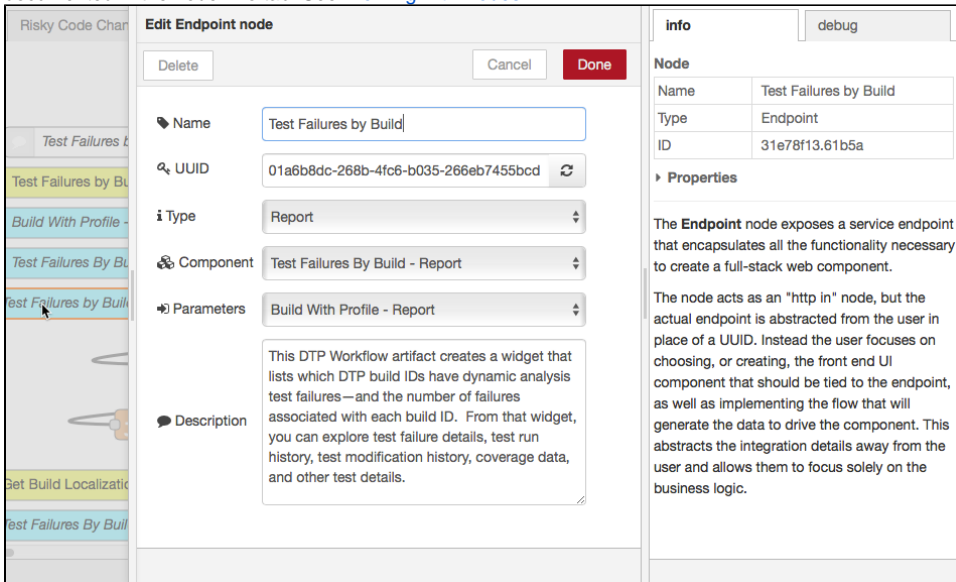 Risky Code Chan
Edit Endpoint node
info
debug
Delete
Cancel
Done
Node
Name
Test Failures by Build
Type
Endpoint
ID
31e78f13.61b5a
Properties
Name
Test Failures by Build
UUID
01a6b8dc-268b-4fc6-b035-266eb7455bcd
Type
Report
Component
Test Failures By Build - Report
Parameters
Build With Profile - Report
Description
This DTP Workflow artifact creates a widget that
lists which DTP build IDs have dynamic analysis
test failures—and the number of failures
associated with each build ID. From that widget,
you can explore test failure details, test run
history, test modification history, coverage data,
and other test details.
Test Failures
Test Failures by Bu
Build With Profile -
Test Failures By Bu
Test Failures by Buil
Get Build Localizatio
Test Failures By Buil
The Endpoint node exposes a service endpoint
that encapsulates all the functionality necessary
to create a full-stack web component.
The node acts as an "http in" node, but the
actual endpoint is abstracted from the user in
place of a UUID. Instead the user focuses on
choosing, or creating, the front end UI
component that should be tied to the endpoint,
as well as implementing the flow that will
generate the data to drive the component. This
abstracts the integration details away from the
user and allows them to focus solely on the
business logic.